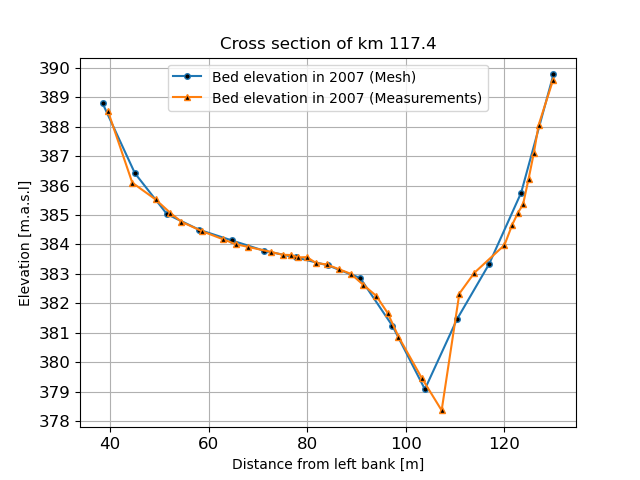 Cross section of km 117.4
Bed elevation in 2007 (Mesh)
Bed elevation in 2007 (Measurements)
390
389
388
387
386
385
384
383
382
381
380
379
378
Elevation [m.a.s.l]
40 60 80 100 120
Distance from left bank [m]